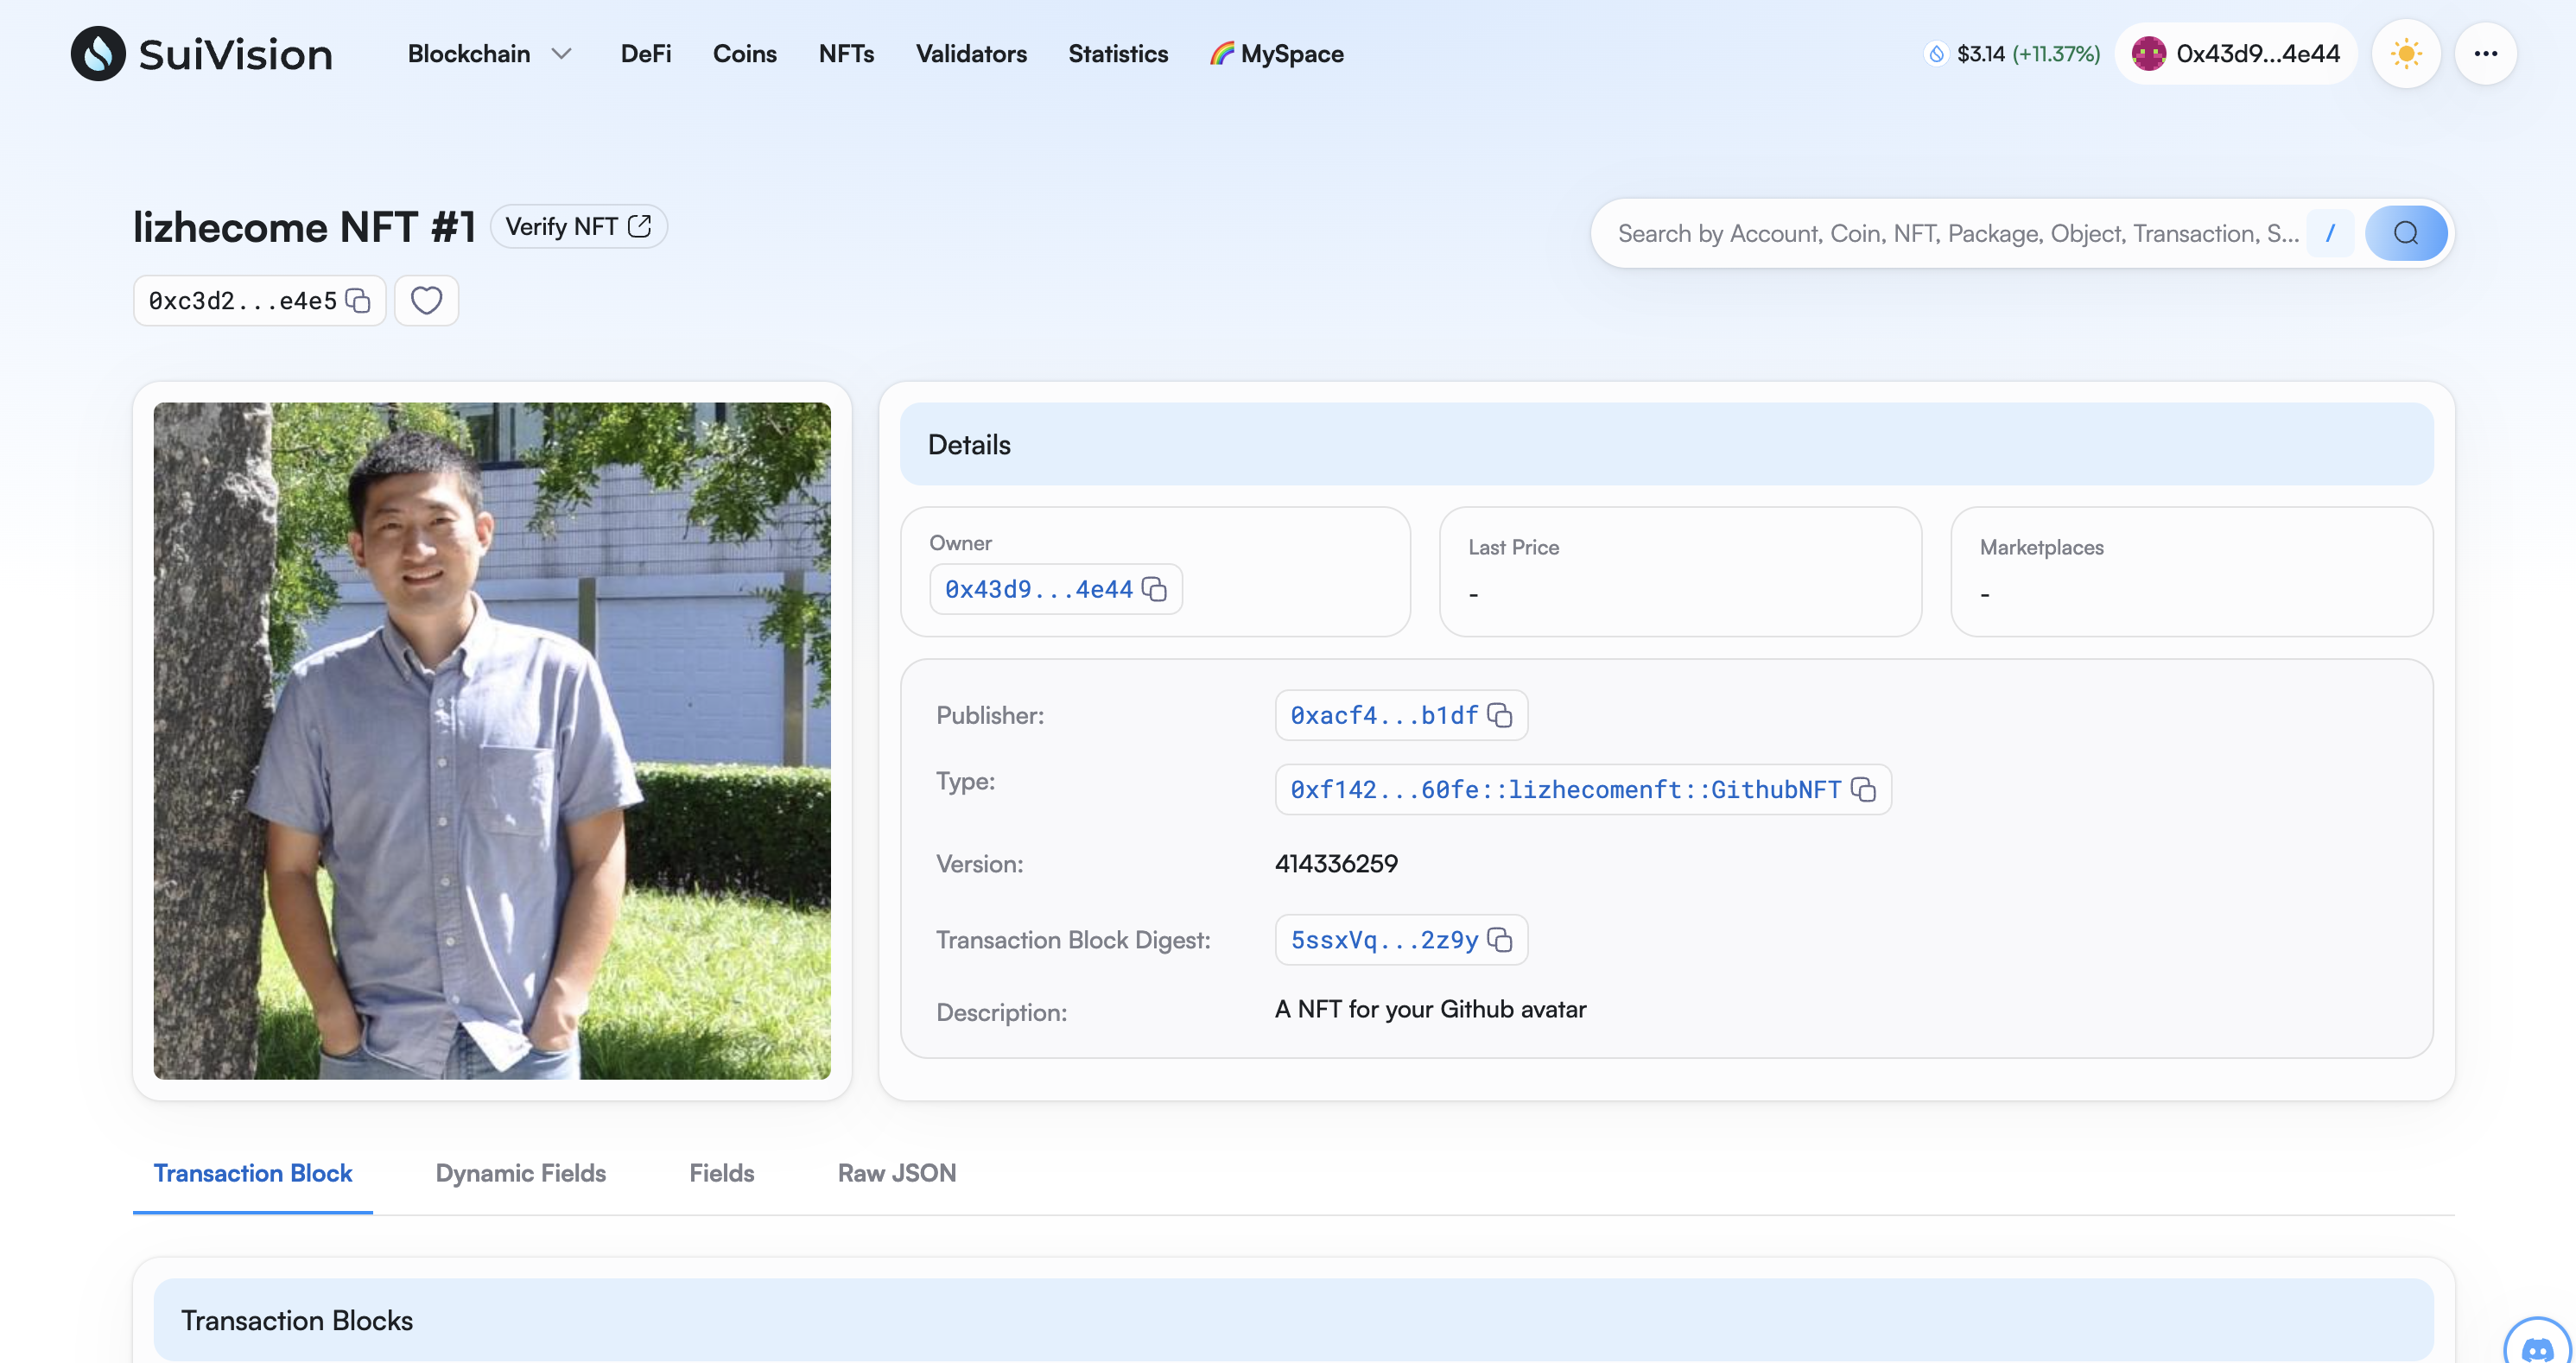 SuiVision
Blockchain
DeFi
Coins
NFTs
Validators
Statistics
MySpace
$3.14 (+11.37%)
0x43d9...4e44
lizhecome NFT #1
Verify NFT
Search by Account, Coin, NFT, Package, Object, Transaction, S...
/
0xc3d2...e4e5
Details
Owner
0x43d9...4e44
Last Price
-
Marketplaces
-
Publisher:
0xacf4...b1df
Type:
0xf142...60fe::lizhecomenft::GithubNFT
Version:
414336259
Transaction Block Digest:
5ssxVq...2z9y
Description:
A NFT for your Github avatar
Transaction Block
Dynamic Fields
Fields
Raw JSON
Transaction Blocks